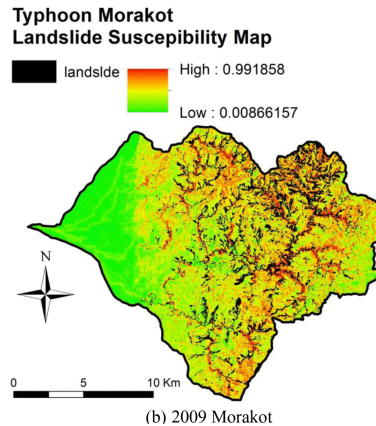 Typhoon Morakot
Landslide Suscepibility Map
landslde
High : 0.991858
Low : 0.00866157
N
0 5 10 Km
(b) 2009 Morakot